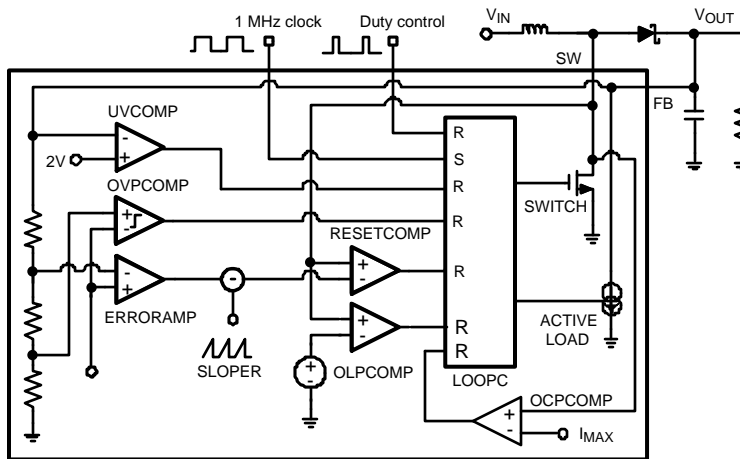 1 MHz clock
Duty control
VIN
VOUT
SW
FB
UVCOMP
-
+
2V
R
S
R
OVPCOMP
+
-
R
SWITCH
RESETCOMP
+
-
R
-
+
ERRORAMP
-
SLOPER
+
-
R
OLPCOMP
+
-
R
LOOPC
ACTIVE
LOAD
OCPCOMP
+
-
IMAX